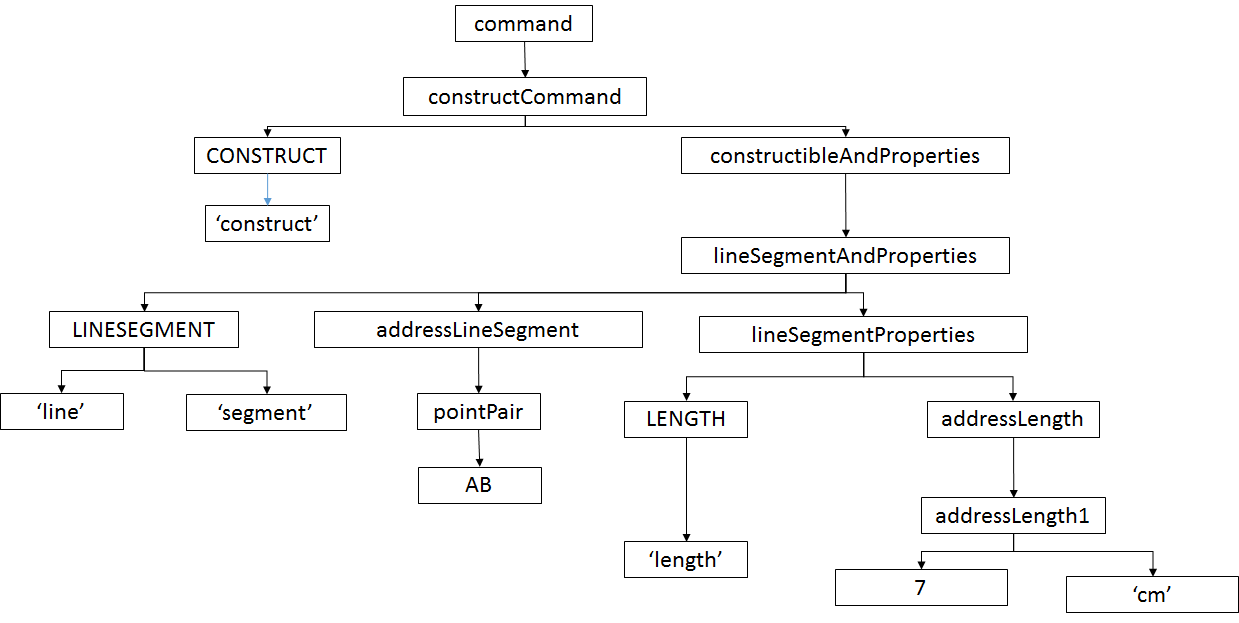 command
constructCommand
CONSTRUCT
constructibleAndProperties
‘construct’
lineSegmentAndProperties
LINESEGMENT
addressLineSegment
lineSegmentProperties
‘line’
‘segment’
pointPair
LENGTH
addressLength
AB
addressLength1
‘length’
7
‘cm’